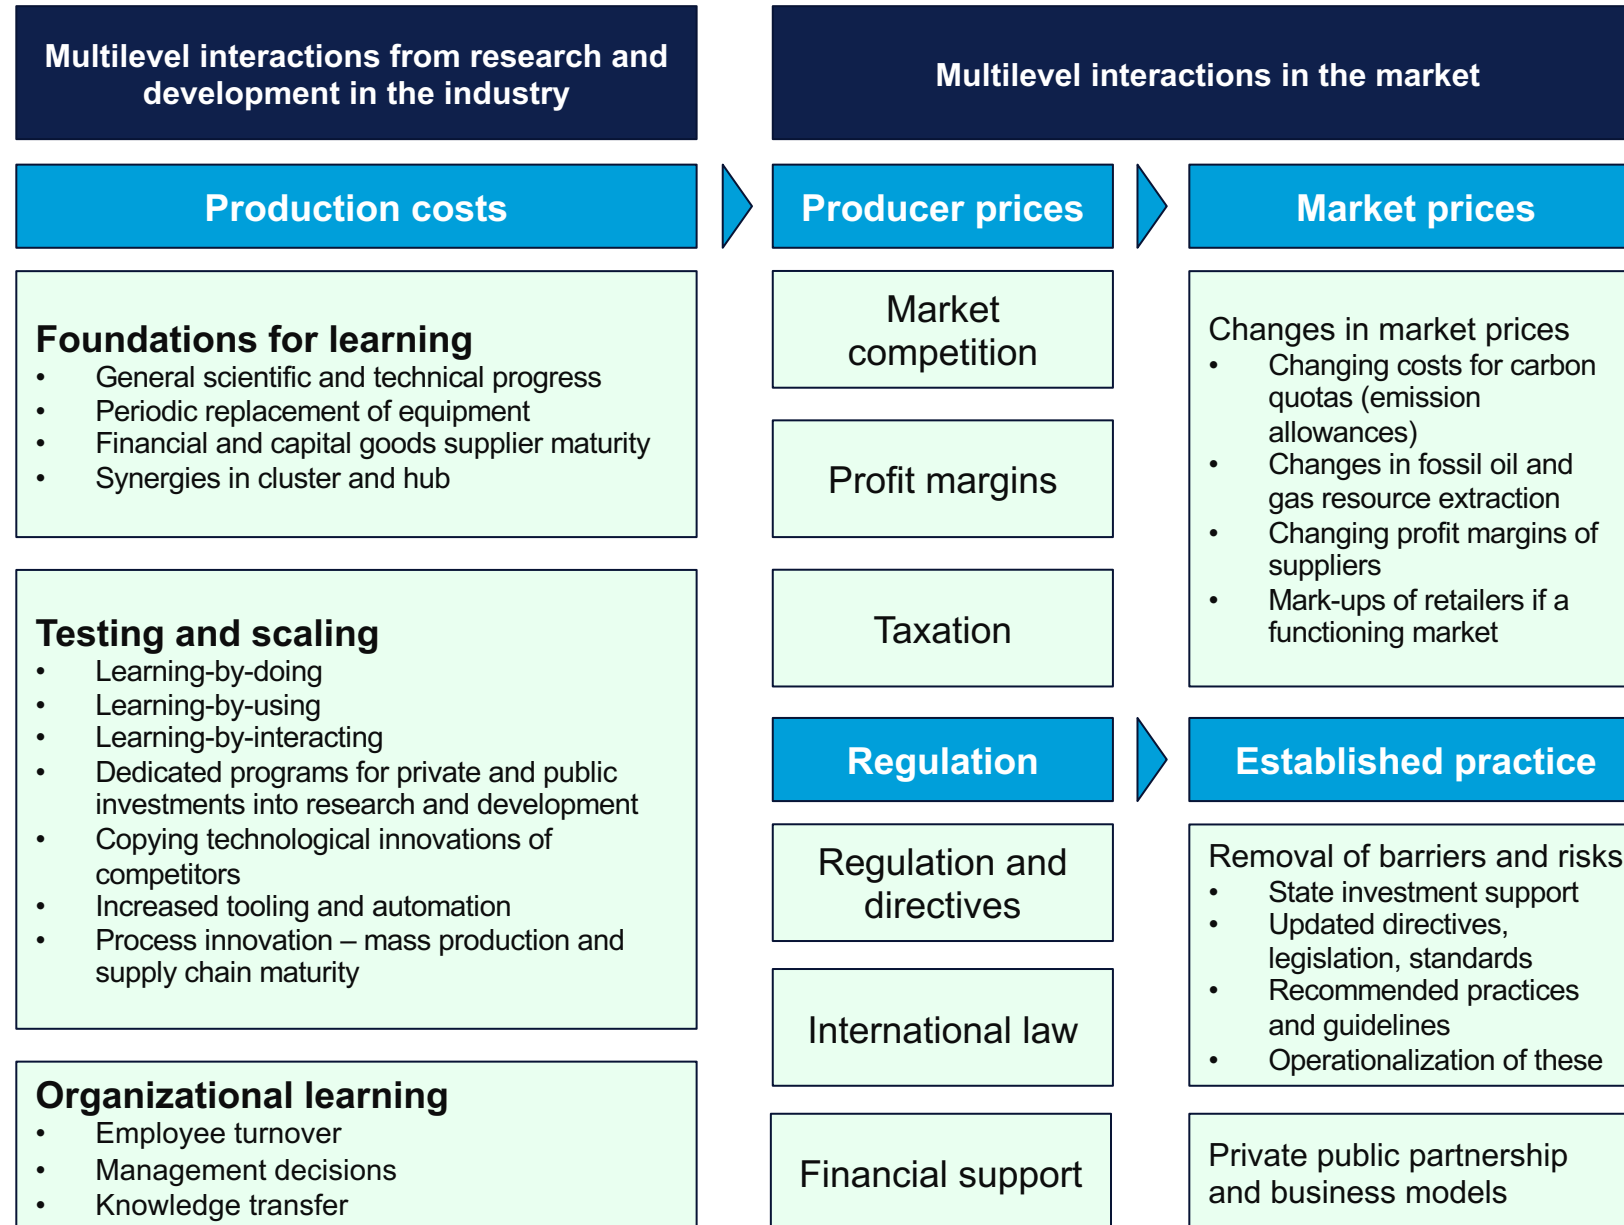 Multilevel interactions from research and
development in the industry
Multilevel interactions in the market
Production costs
Producer prices
Market prices
Foundations for learning
• General scientific and technical progress
• Periodic replacement of equipment
• Financial and capital goods supplier maturity
• Synergies in cluster and hub
Testing and scaling
• Learning-by-doing
• Learning-by-using
• Learning-by-interacting
• Dedicated programs for private and public
investments into research and development
• Copying technological innovations of
competitors
• Increased tooling and automation
• Process innovation – mass production and
supply chain maturity
Organizational learning
• Employee turnover
• Management decisions
• Knowledge transfer
Market
competition
Profit margins
Taxation
Changes in market prices
• Changing costs for carbon
quotas (emission
allowances)
• Changes in fossil oil and
gas resource extraction
• Changing profit margins of
suppliers
• Mark-ups of retailers if a
functioning market
Regulation
Established practice
Regulation and
directives
International law
Financial support
Removal of barriers and risks
• State investment support
• Updated directives,
legislation, standards
• Recommended practices
and guidelines
• Operationalization of these
Private public partnership
and business models